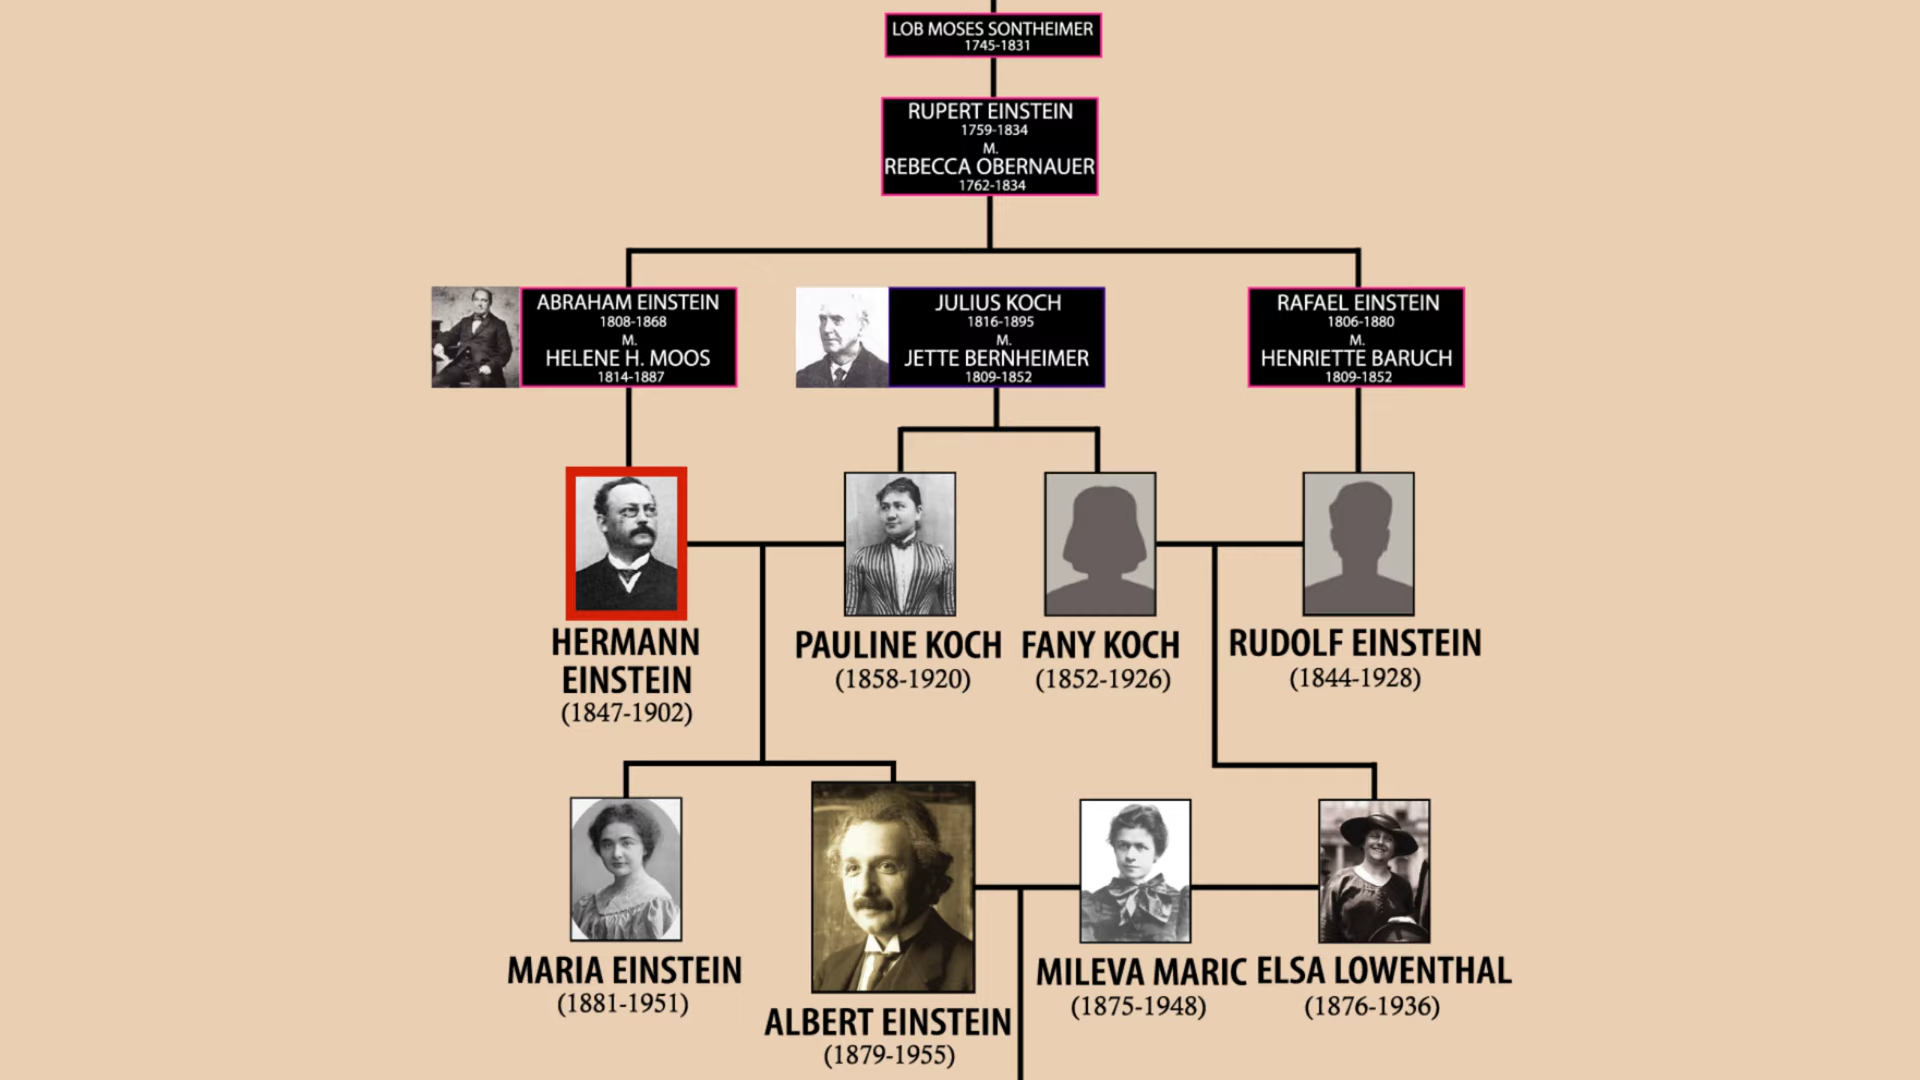 LOB MOSES SONTHEIMER
1745-1831
RUPERT EINSTEIN
1759-1834
M.
REBECCA OBERNAUER
1762-1834
ABRAHAM EINSTEIN
1808-1868
M.
HELENE H. MOOS
1814-1887
JULIUS KOCH
1816-1895
M.
JETTE BERNHEIMER
1809-1852
RAFAEL EINSTEIN
1806-1880
M.
HENRIETTE BARUCH
1809-1852
HERMANN
EINSTEIN
(1847-1902)
PAULINE KOCH
(1858-1920)
FANY KOCH
(1852-1926)
RUDOLF EINSTEIN
(1844-1928)
MARIA EINSTEIN
(1881-1951)
ALBERT EINSTEIN
(1879-1955)
MILEVA MARIC
(1875-1948)
ELSA LOWENTHAL
(1876-1936)